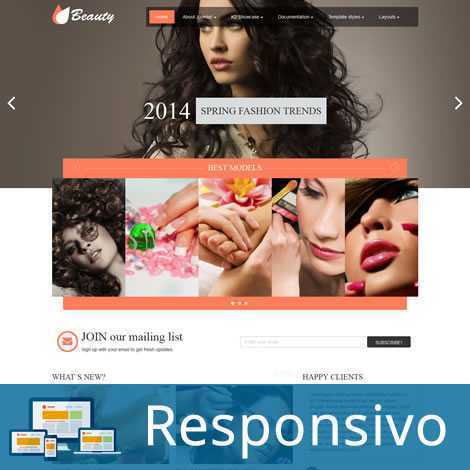 Beauty
Home About Joomla! K2 Showcase Documentation Template styles Layouts
2014 SPRING FASHION TRENDS
BEST MODELS
JOIN our mailing list
Sign up with your email to get fresh updates
Enter your email
SUBSCRIBE!
WHAT`S NEW?
HAPPY CLIENTS
Responsivo